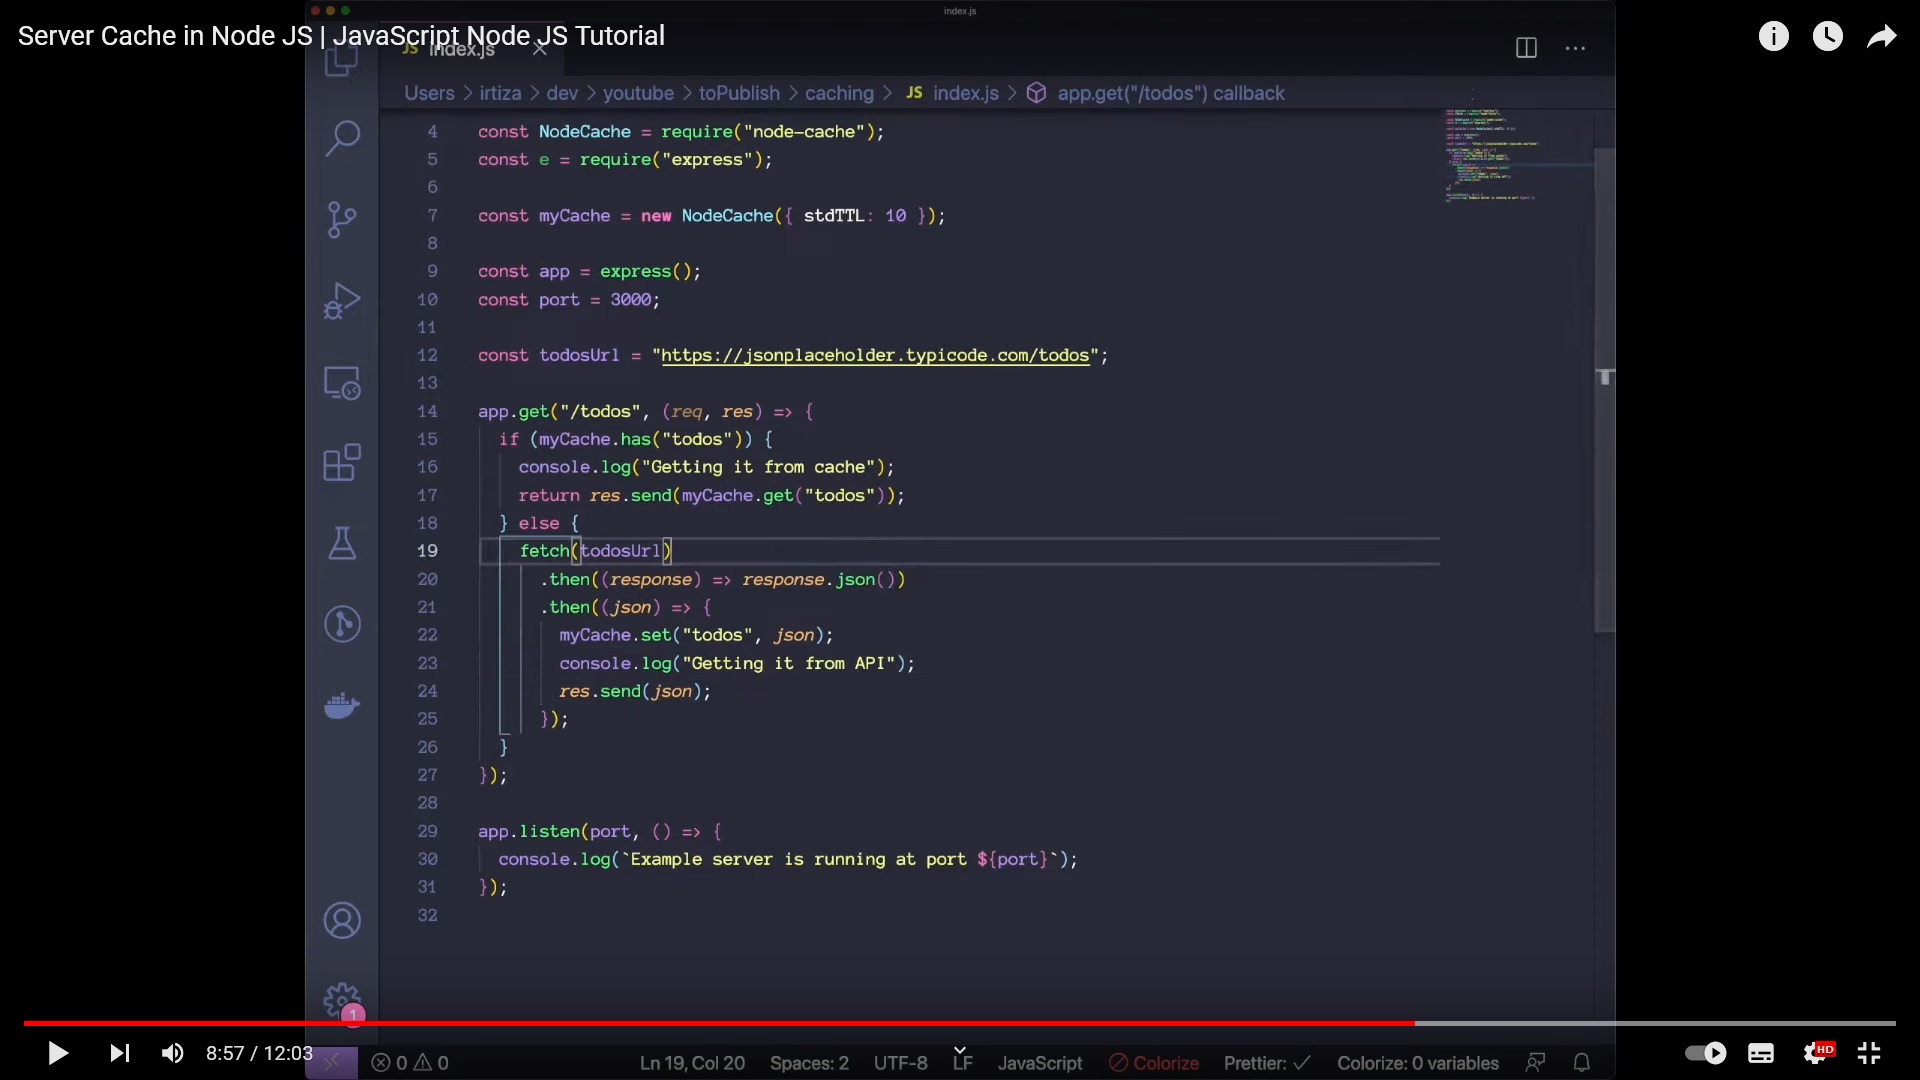 index.js
Server Cache in Node JS | JavaScript Node JS Tutorial
JS index.js
Users > irtiza > dev > youtube > toPublish > caching > JS index.js > app.get("/todos") callback
4 const NodeCache = require("node-cache");
5 const e = require("express");
6
7 const myCache = new NodeCache({ stdTTL: 10 });
8
9 const app = express();
10 const port = 3000;
11
12 const todosUrl = "https://jsonplaceholder.typicode.com/todos";
13
14 app.get("/todos", (req, res) => {
15 if (myCache.has("todos")) {
16 console.log("Getting it from cache");
17 return res.send(myCache.get("todos"));
18 } else {
19 fetch(todosUrl)
20 .then((response) => response.json())
21 .then((json) => {
22 myCache.set("todos", json);
23 console.log("Getting it from API");
24 res.send(json);
25 });
26 }
27 });
28
29 app.listen(port, () => {
30 console.log(`Example server is running at port ${port}`);
31 });
32
1
8:57 / 12:03
0 0 Ln 19, Col 20 Spaces: 2 UTF-8 LF JavaScript Colorize Prettier: ✓ Colorize: 0 variables
HD